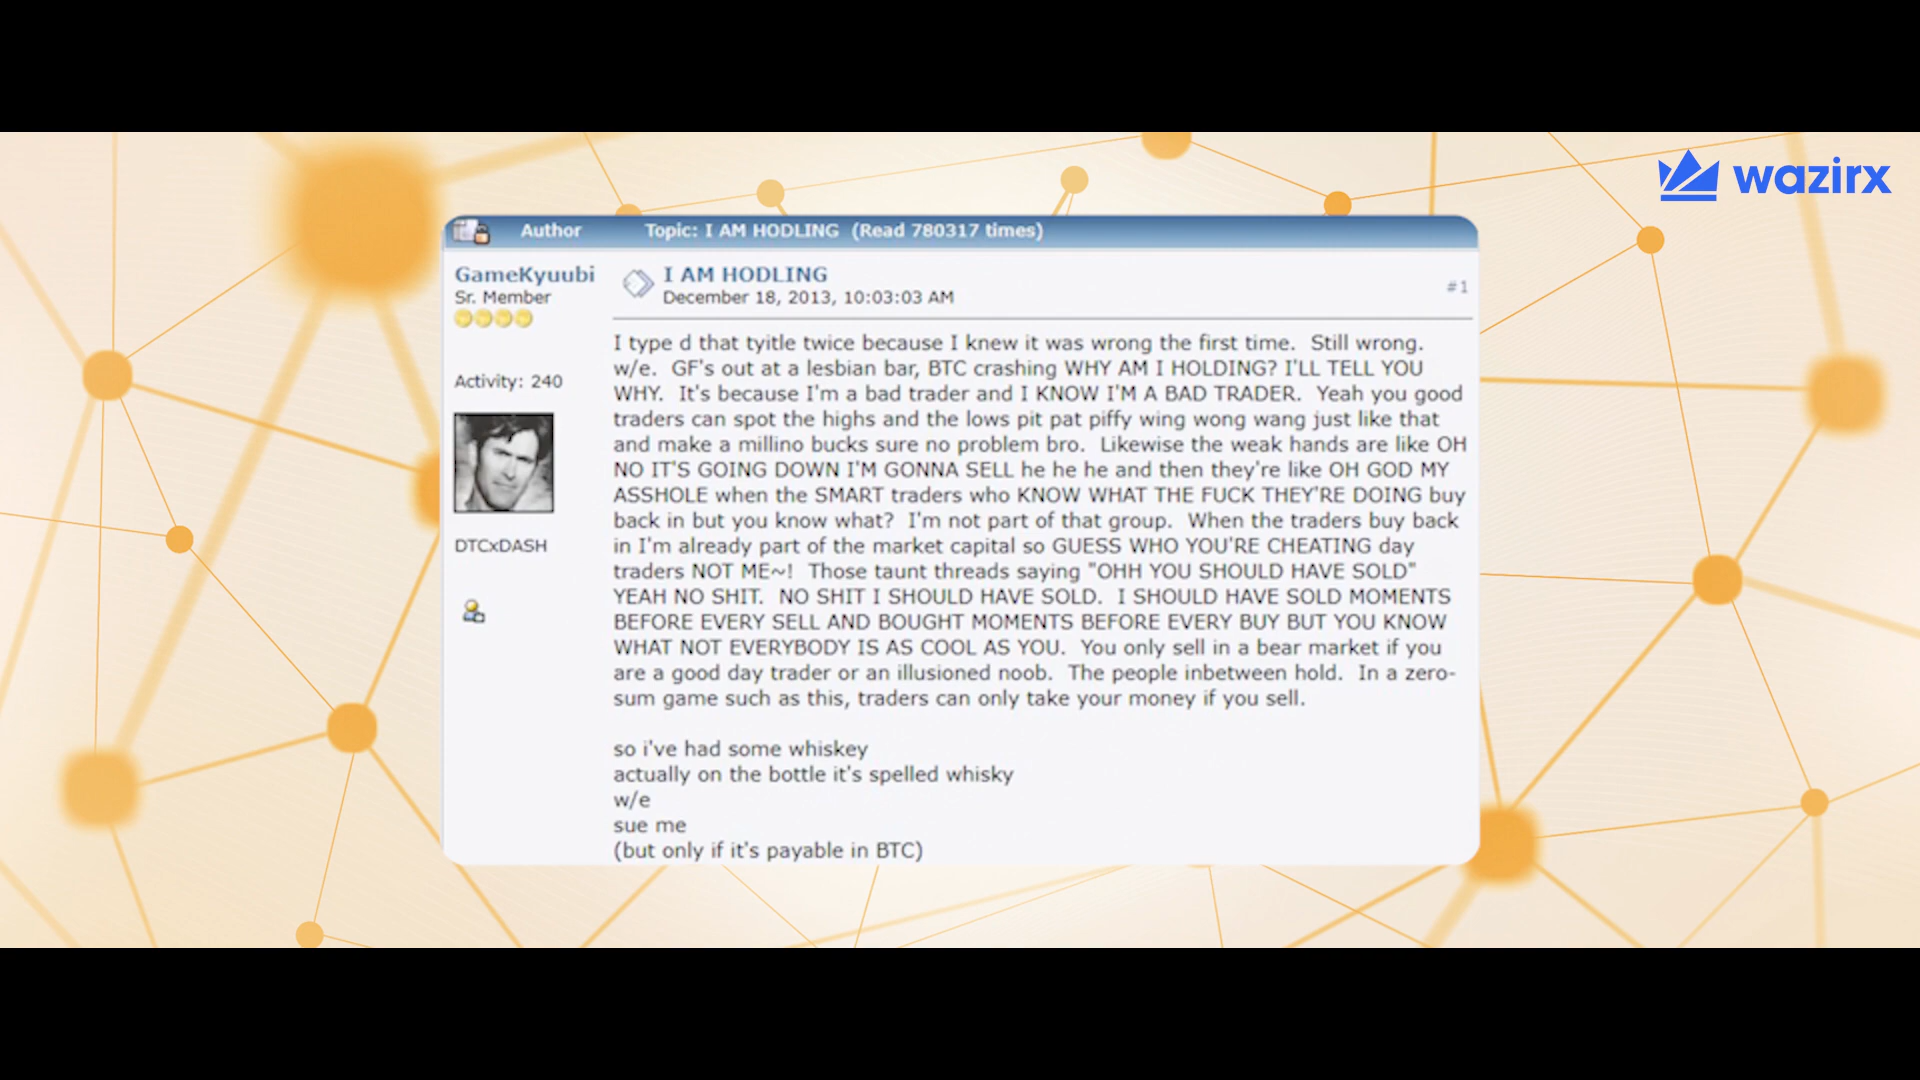 wazirx
Author Topic: I AM HODLING (Read 780317 times)
GameKyuubi
Sr. Member
Activity: 240
DTCxDASH
I AM HODLING
December 18, 2013, 10:03:03 AM
#1
I type d that tyitle twice because I knew it was wrong the first time. Still wrong.
w/e. GF's out at a lesbian bar, BTC crashing WHY AM I HOLDING? I'LL TELL YOU
WHY. It's because I'm a bad trader and I KNOW I'M A BAD TRADER. Yeah you good
traders can spot the highs and the lows pit pat piffy wing wong wang just like that
and make a millino bucks sure no problem bro. Likewise the weak hands are like OH
NO IT'S GOING DOWN I'M GONNA SELL he he he and then they're like OH GOD MY
ASSHOLE when the SMART traders who KNOW WHAT THE FUCK THEY'RE DOING buy
back in but you know what? I'm not part of that group. When the traders buy back
in I'm already part of the market capital so GUESS WHO YOU'RE CHEATING day
traders NOT ME~! Those taunt threads saying "OHH YOU SHOULD HAVE SOLD"
YEAH NO SHIT. NO SHIT I SHOULD HAVE SOLD. I SHOULD HAVE SOLD MOMENTS
BEFORE EVERY SELL AND BOUGHT MOMENTS BEFORE EVERY BUY BUT YOU KNOW
WHAT NOT EVERYBODY IS AS COOL AS YOU. You only sell in a bear market if you
are a good day trader or an illusioned noob. The people inbetween hold. In a zero-
sum game such as this, traders can only take your money if you sell.
so i've had some whiskey
actually on the bottle it's spelled whisky
w/e
sue me
(but only if it's payable in BTC)